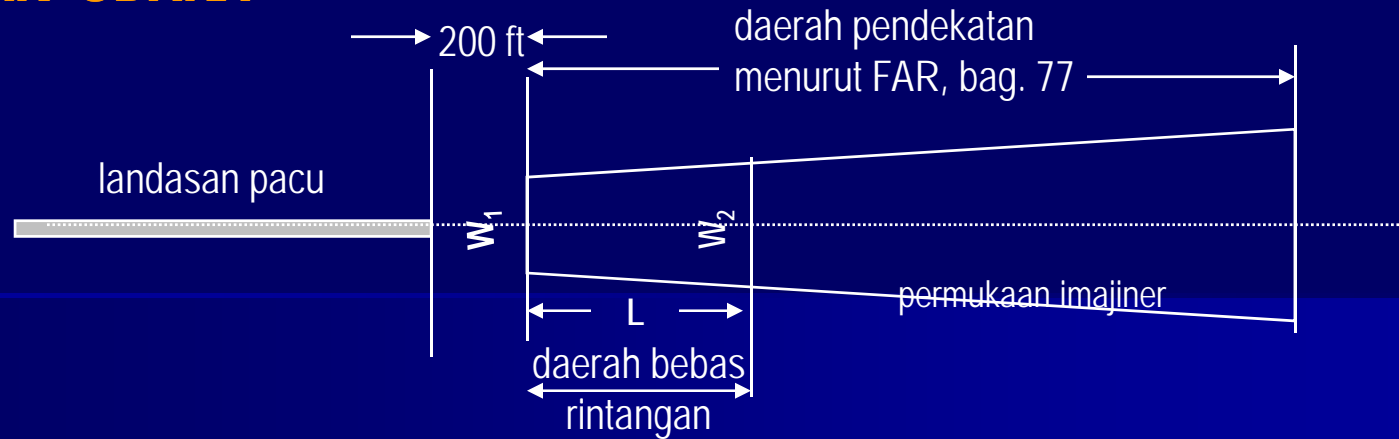 200 ft
daerah pendekatan
menurut FAR, bag. 77
landasan pacu
W1
W2
permukaan imajiner
L
daerah bebas
rintangan